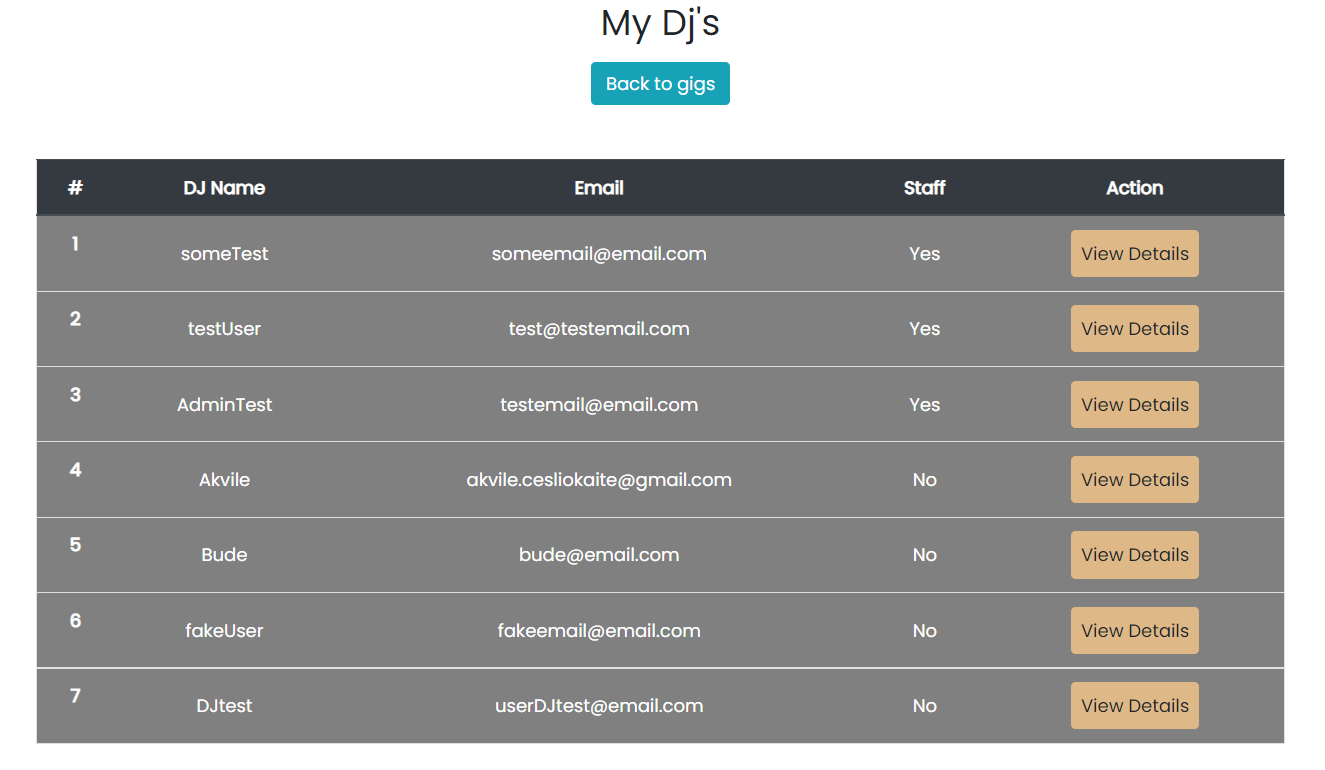 My Dj's
Back to gigs
# DJ Name Email Staff Action
1 someTest someemail@email.com Yes View Details
2 testUser test@testemail.com Yes View Details
3 AdminTest testemail@email.com Yes View Details
4 Akvile akvile.cesliokaite@gmail.com No View Details
5 Bude bude@email.com No View Details
6 fakeUser fakeemail@email.com No View Details
7 DJtest userDJtest@email.com No View Details